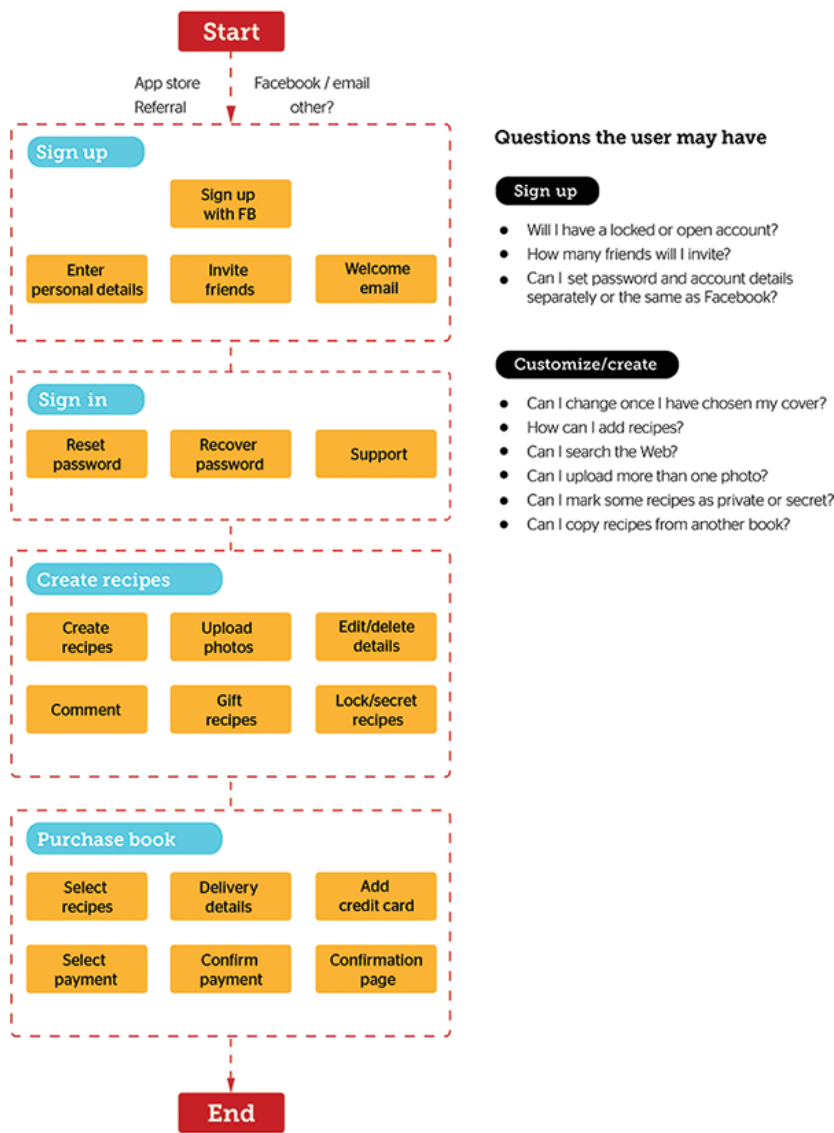 Start
App store
Referral
Facebook / email
other?
Sign up
Sign up
with FB
Enter
personal details
Invite
friends
Welcome
email
Sign in
Reset
password
Recover
password
Support
Create recipes
Create
recipes
Upload
photos
Edit/delete
details
Comment
Gift
recipes
Lock/secret
recipes
Purchase book
Select
recipes
Delivery
details
Add
credit card
Select
payment
Confirm
payment
Confirmation
page
End
Questions the user may have
Sign up
• Will I have a locked or open account?
• How many friends will I invite?
• Can I set password and account details
separately or the same as Facebook?
Customize/create
• Can I change once I have chosen my cover?
• How can I add recipes?
• Can I search the Web?
• Can I upload more than one photo?
• Can I mark some recipes as private or secret?
• Can I copy recipes from another book?